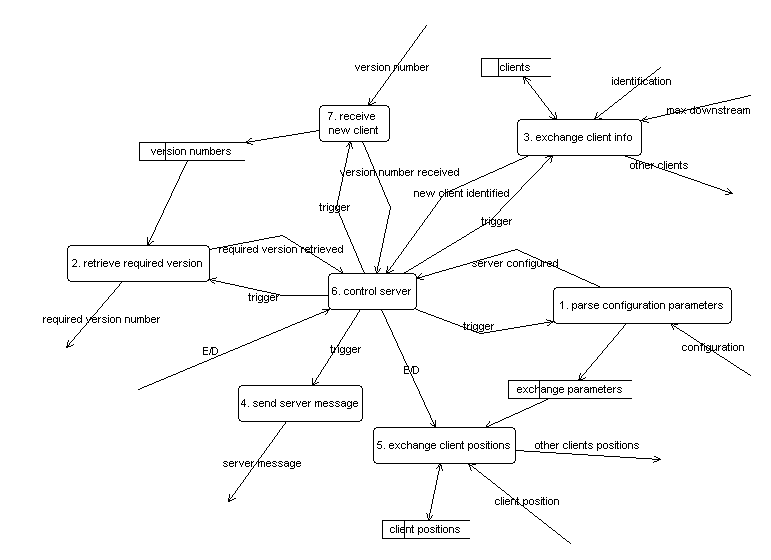 version number
clients
identification
max downstream
7. receive
new client
3. exchange client info
version numbers
version number received
other clients
new client identified
trigger
trigger
required version retrieved
2. retrieve required version
server configured
6. control server
trigger
1. parse configuration parameters
required version number
trigger
E/D
trigger
configuration
E/D
exchange parameters
4. send server message
5. exchange client positions
other clients positions
server message
client position
client positions